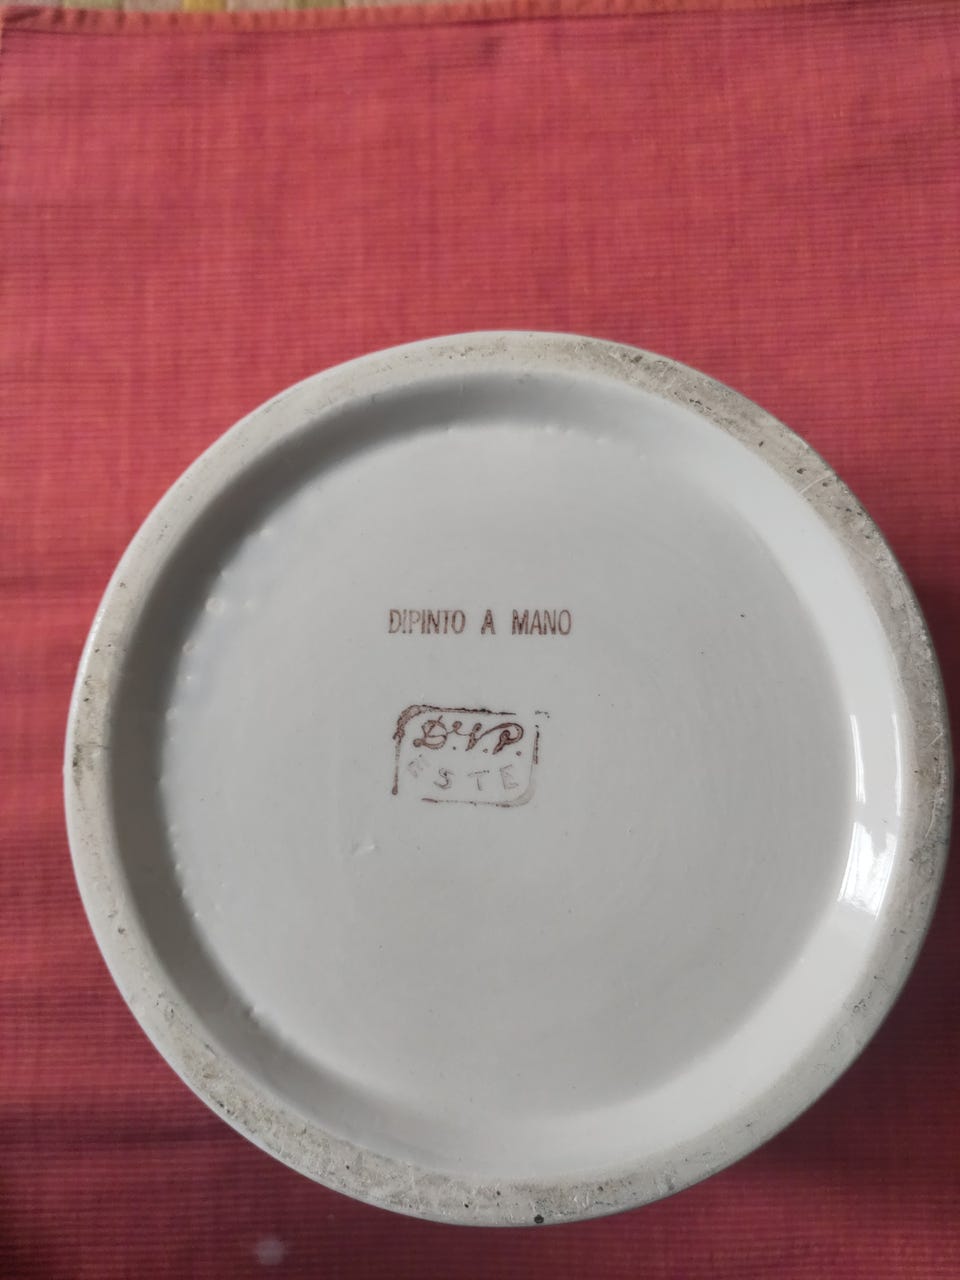 DIPINTO A MANO
D.V.P.
ESTE